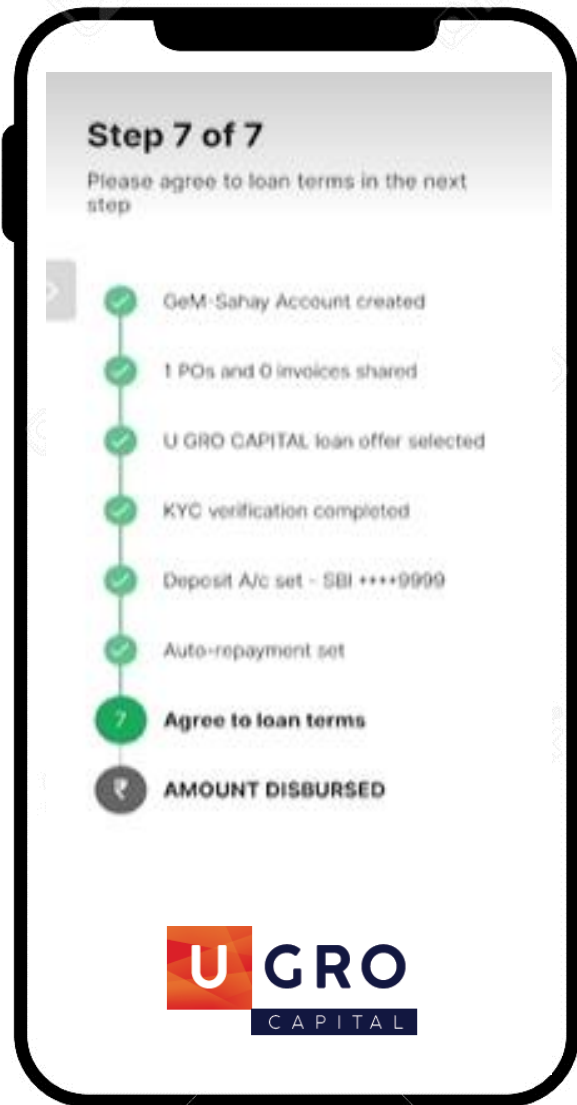 Step 7 of 7
Please agree to loan terms in the next
step
GeM-Sahay Account created
1 POs and 0 invoices shared
U GRO CAPITAL loan offer selected
KYC verification completed
Deposit A/c set - SBI ••••9999
Auto-repayment set
7 Agree to loan terms
₹ AMOUNT DISBURSED
U GRO
CAPITAL